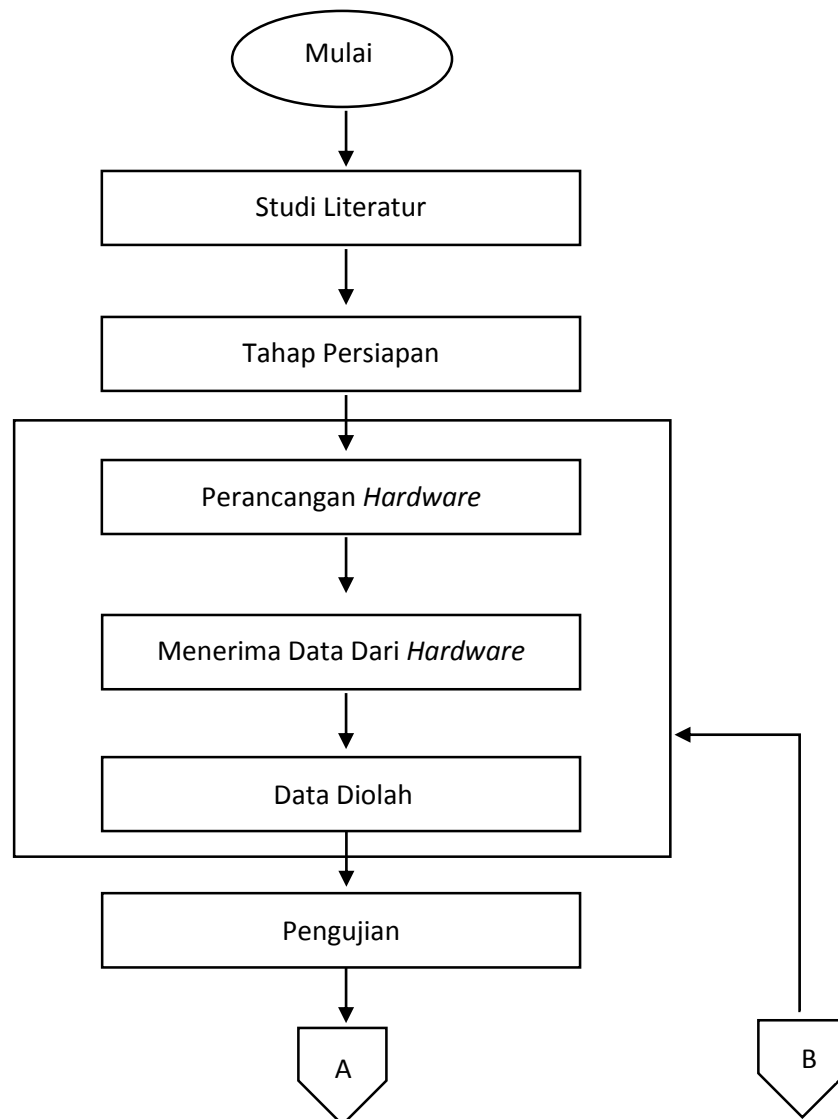 Mulai
Studi Literatur
Tahap Persiapan
Perancangan Hardware
Menerima Data Dari Hardware
Data Diolah
Pengujian
A
B